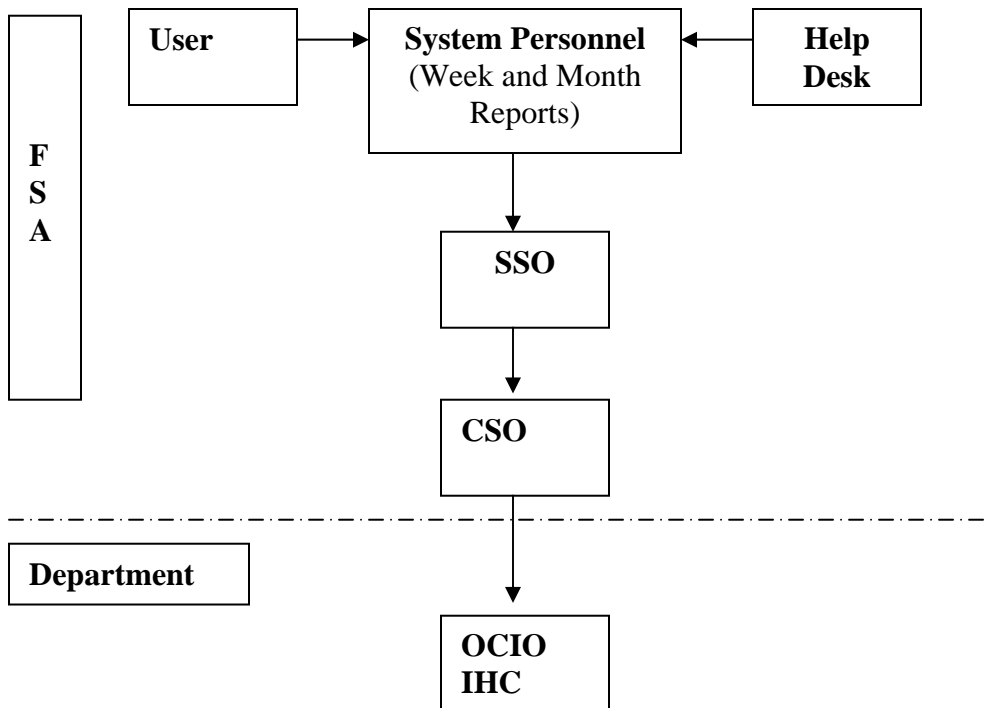 User
System Personnel
(Week and Month
Reports)
Help
Desk
F
S
A
SSO
CSO
Department
OCIO
IHC